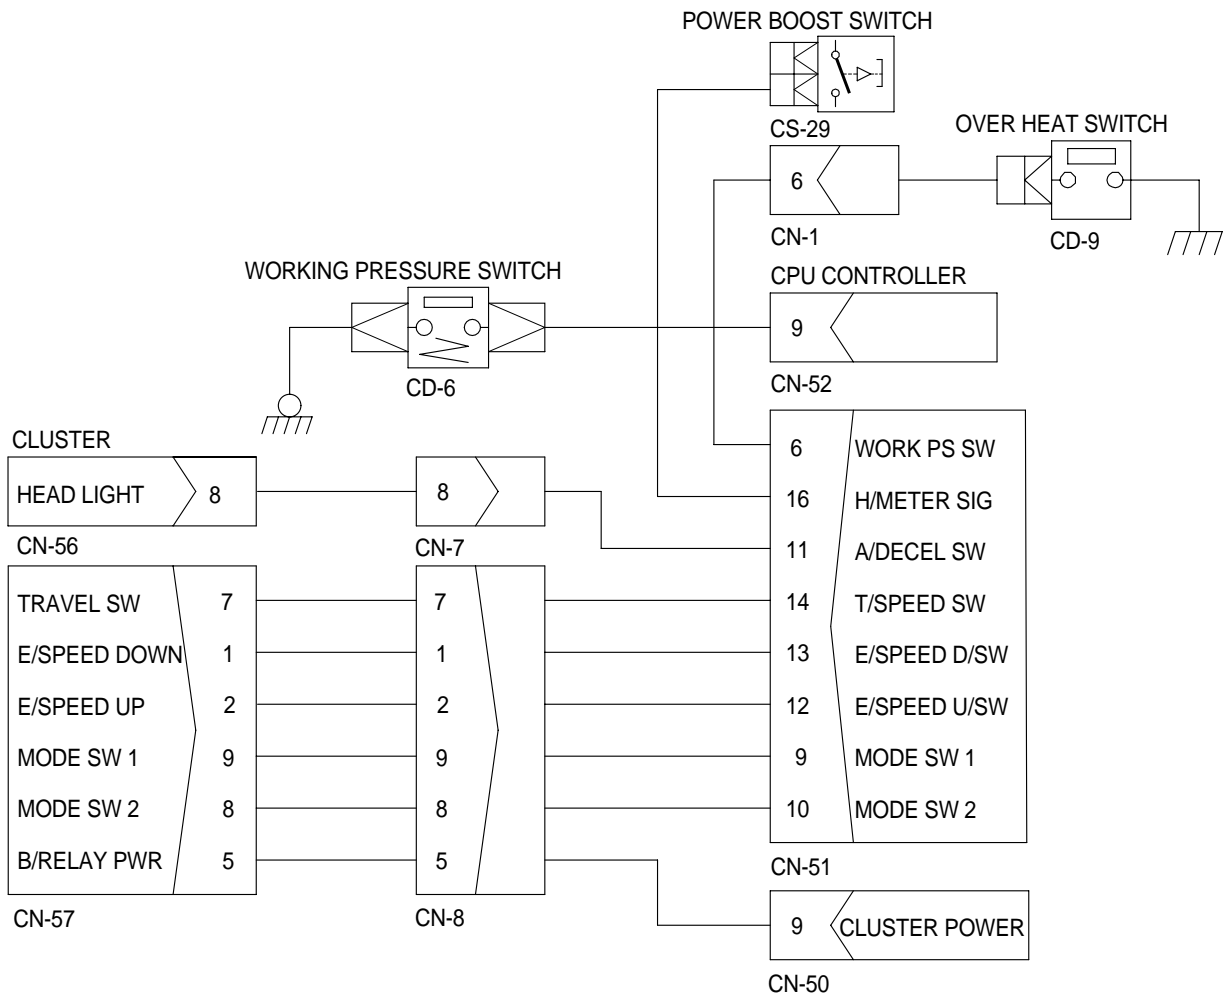 POWER BOOST SWITCH
CS-29
OVER HEAT SWITCH
6
CN-1
CD-9
WORKING PRESSURE SWITCH
CPU CONTROLLER
9
CD-6
CN-52
CLUSTER
6 WORK PS SW
HEAD LIGHT 8
8
16 H/METER SIG
CN-56
CN-7
11 A/DECEL SW
TRAVEL SW 7
7
14 T/SPEED SW
E/SPEED DOWN 1
1
13 E/SPEED D/SW
E/SPEED UP 2
2
12 E/SPEED U/SW
MODE SW 1 9
9
9 MODE SW 1
MODE SW 2 8
8
10 MODE SW 2
B/RELAY PWR 5
5
CN-51
CN-57
CN-8
9 CLUSTER POWER
CN-50